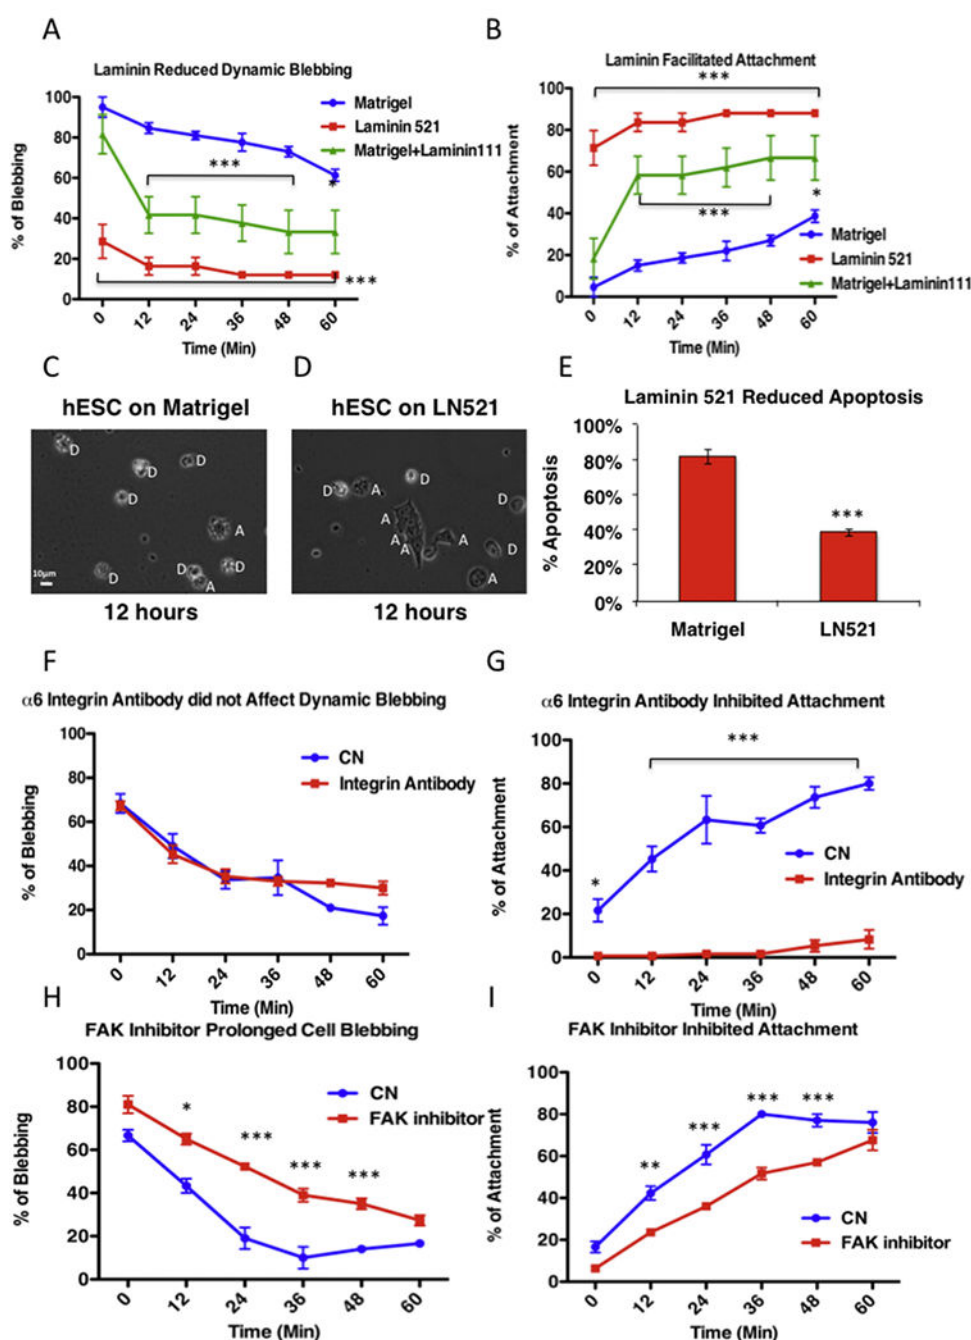 A
Laminin Reduced Dynamic Blebbing
% of Blebbing
100
80
60
40
20
0
Matrigel
Laminin 521
Matrigel+Laminin111
***
*
***
0 12 24 36 48 60
Time (Min)
B
Laminin Facilitated Attachment
***
% of Attachment
100
80
60
40
20
0
***
*
Matrigel
Laminin 521
Matrigel+Laminin111
0 12 24 36 48 60
Time (Min)
C
hESC on Matrigel
D
D
D
D
A
D
D
D
A
10µm
12 hours
D
hESC on LN521
D
A
D
D
A
A
A
A
D
A
12 hours
E
Laminin 521 Reduced Apoptosis
% Apoptosis
100%
80%
60%
40%
20%
0%
***
Matrigel
LN521
F
α6 Integrin Antibody did not Affect Dynamic Blebbing
% of Blebbing
100
80
60
40
20
0
CN
Integrin Antibody
0 12 24 36 48 60
Time (Min)
G
α6 Integrin Antibody Inhibited Attachment
% of Attachment
100
80
60
40
20
0
***
*
CN
Integrin Antibody
0 12 24 36 48 60
Time (Min)
H
FAK Inhibitor Prolonged Cell Blebbing
% of Blebbing
100
80
60
40
20
0
CN
FAK inhibitor
*
***
***
***
0 12 24 36 48 60
Time (Min)
I
FAK Inhibitor Inhibited Attachment
% of Attachment
100
80
60
40
20
0
**
***
***
***
CN
FAK inhibitor
0 12 24 36 48 60
Time (Min)